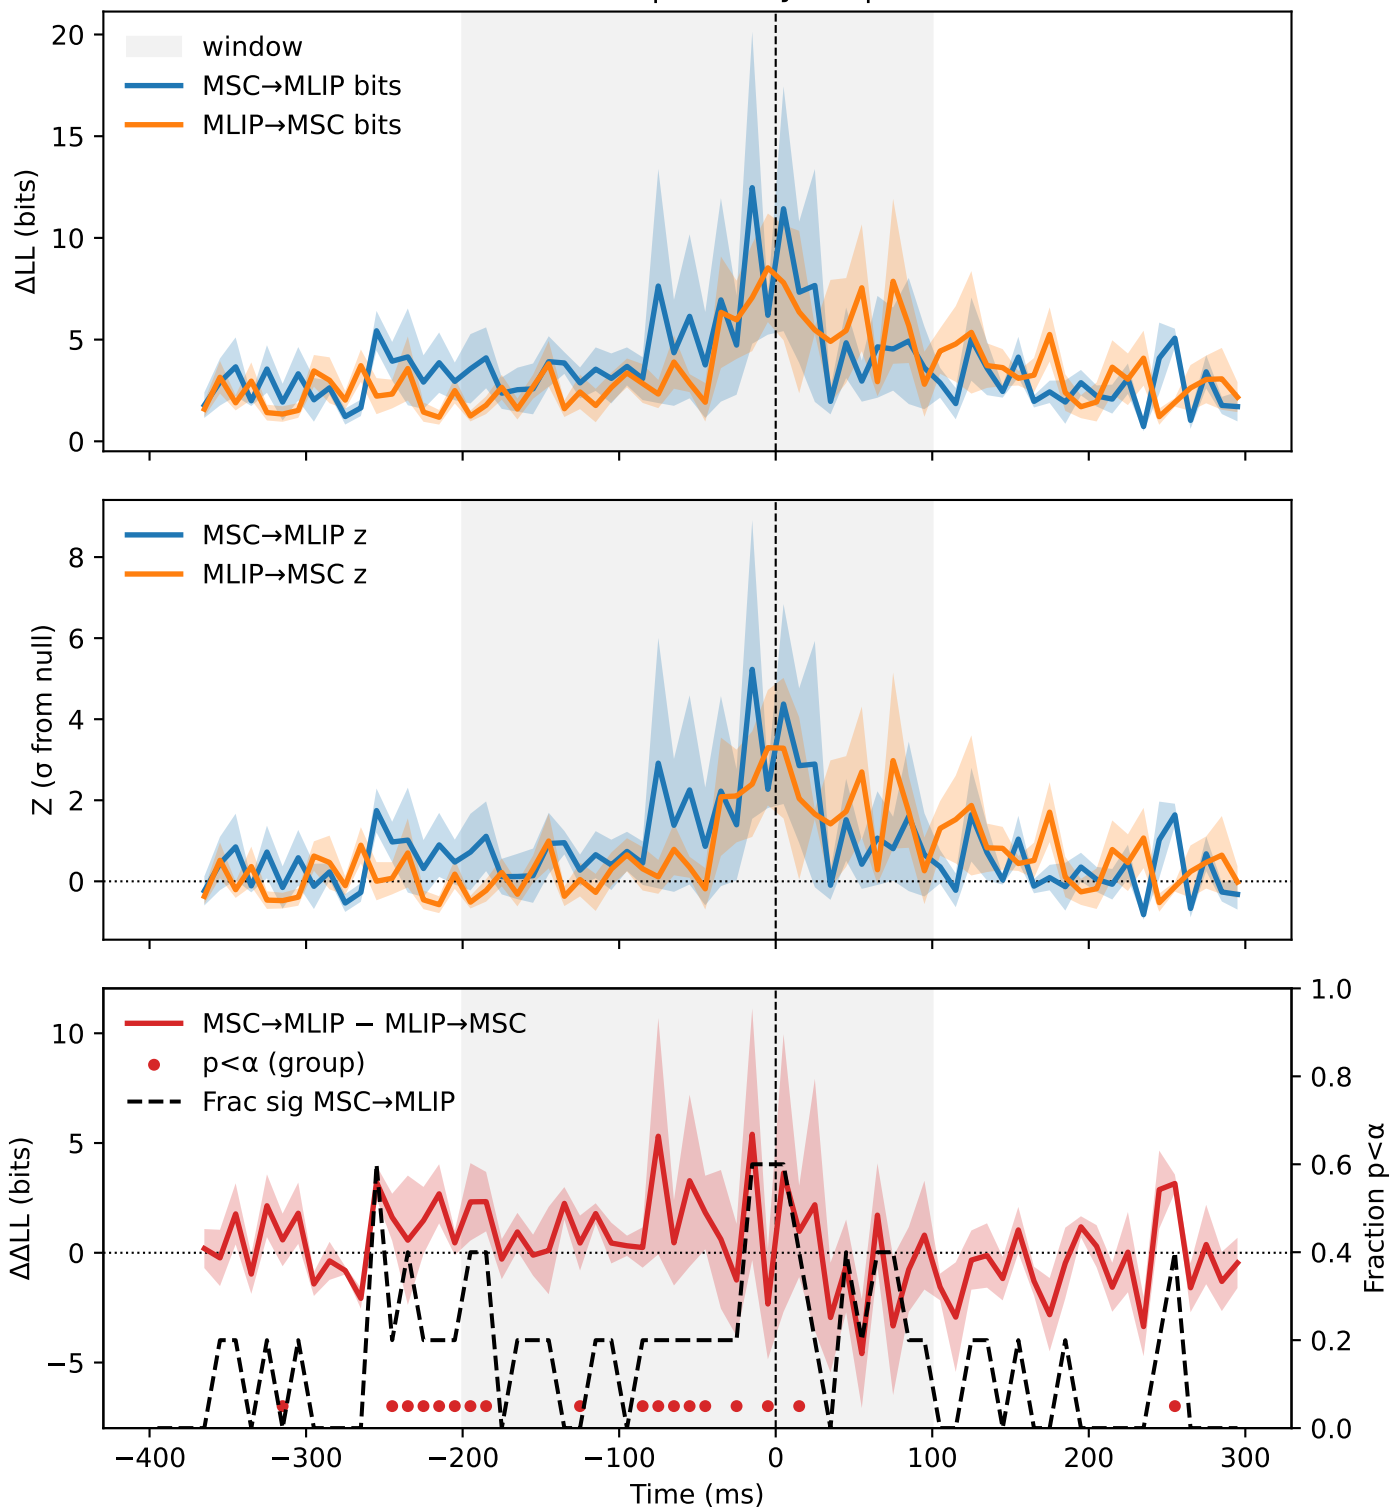 20
15
10
5
0
ΔLL (bits)
window
MSC→MLIP bits
MLIP→MSC bits
8
6
4
2
0
Z (σ from null)
MSC→MLIP z
MLIP→MSC z
10
5
0
−5
ΔΔLL (bits)
MSC→MLIP − MLIP→MSC
p<α (group)
Frac sig MSC→MLIP
1.0
0.8
0.6
0.4
0.2
0.0
Fraction p<α
−400 −300 −200 −100 0 100 200 300
Time (ms)